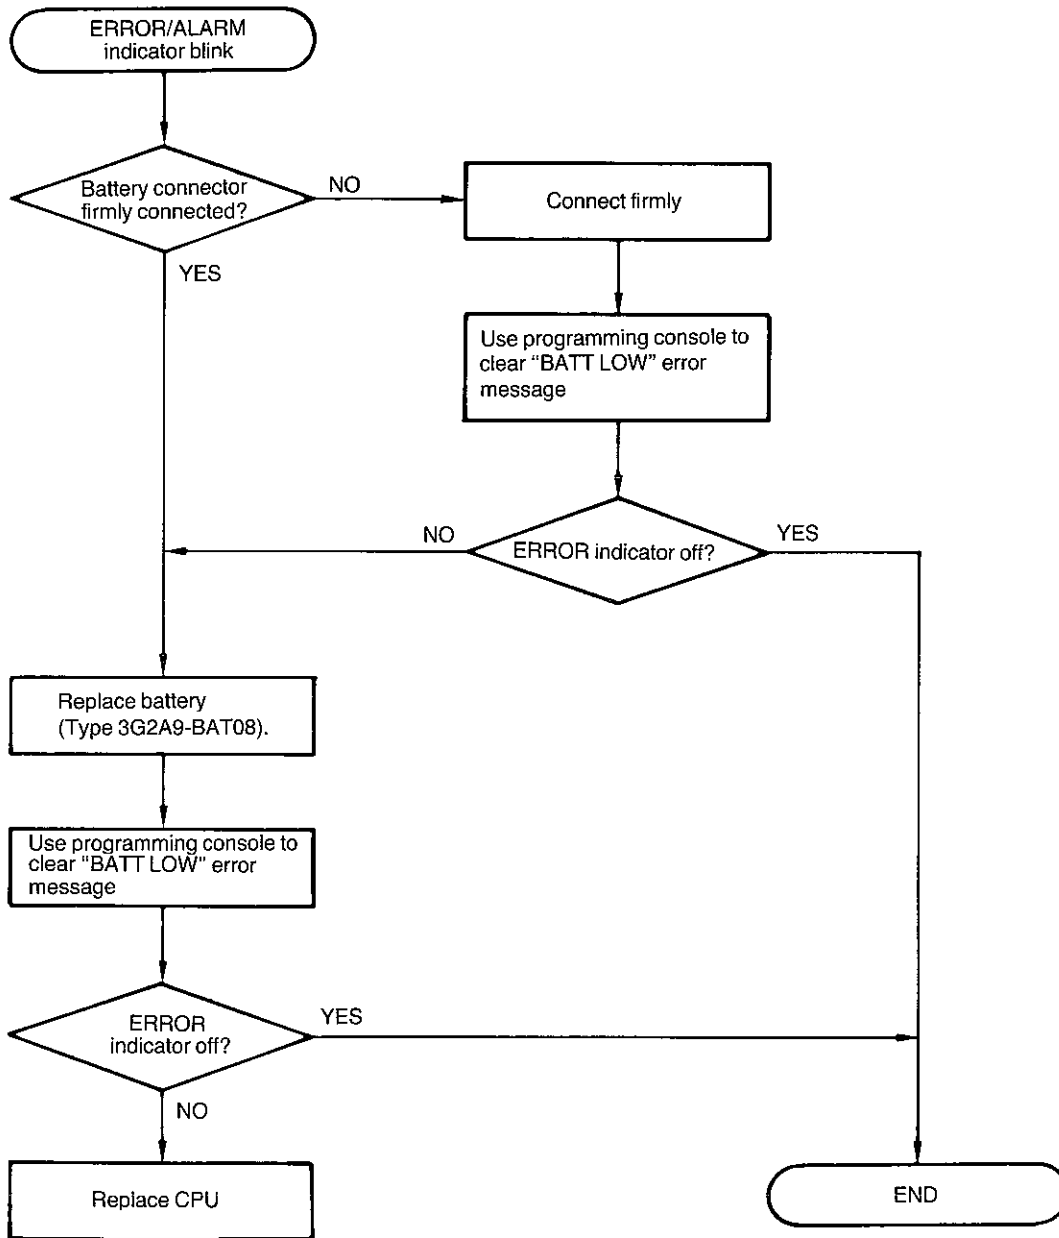 ERROR/ALARM
indicator blink
Battery connector
firmly connected?
NO
Connect firmly
YES
Use programming console to
clear "BATT LOW" error
message
NO
ERROR indicator off?
YES
Replace battery
(Type 3G2A9-BAT08).
Use programming console to
clear "BATT LOW" error
message
ERROR
indicator off?
YES
NO
Replace CPU
END